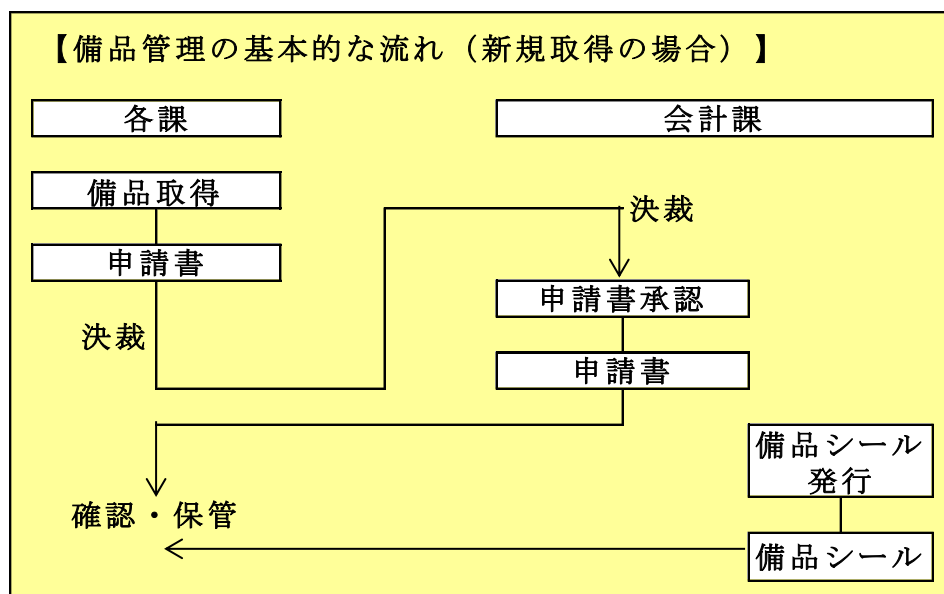 【備品管理の基本的な流れ（新規取得の場合）】
各課
会計課
備品取得
決裁
申請書
申請書承認
決裁
申請書
備品シール
発行
確認・保管
備品シール